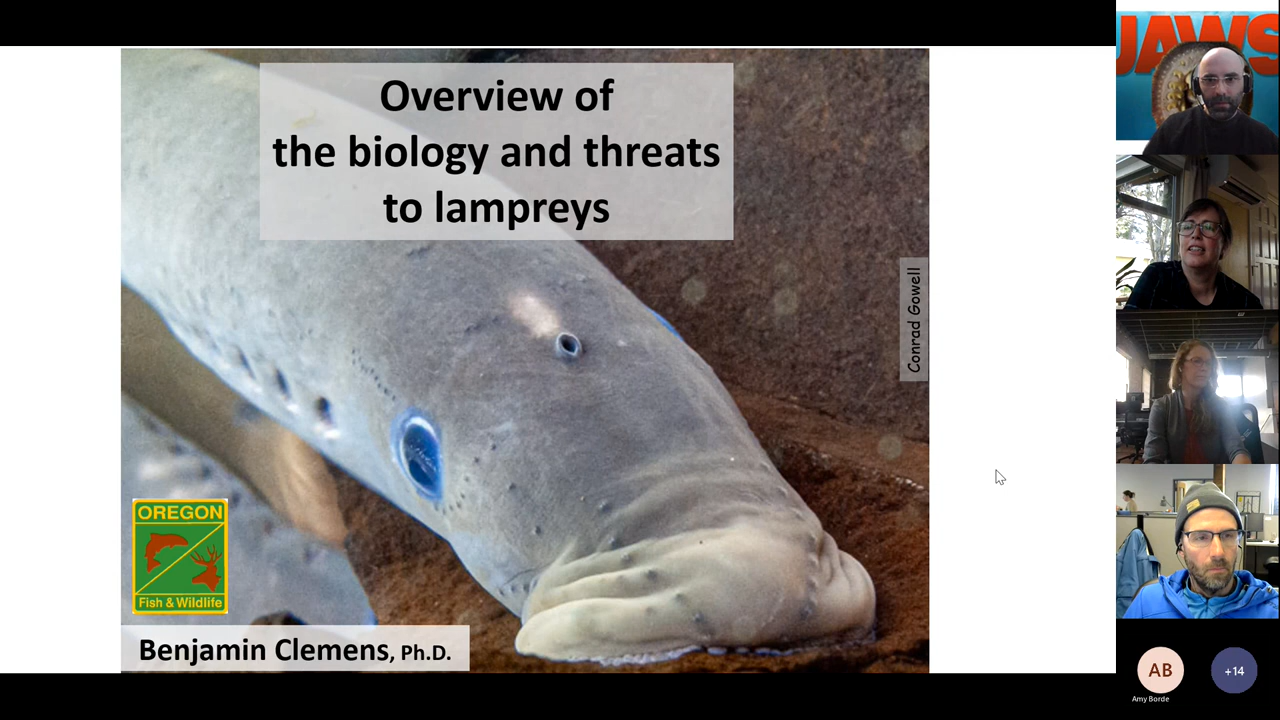 Overview of
the biology and threats
to lampreys
Conrad Gowell
OREGON
Fish & Wildlife
Benjamin Clemens, Ph.D.
JAWS
AB
+14
Amy Borde